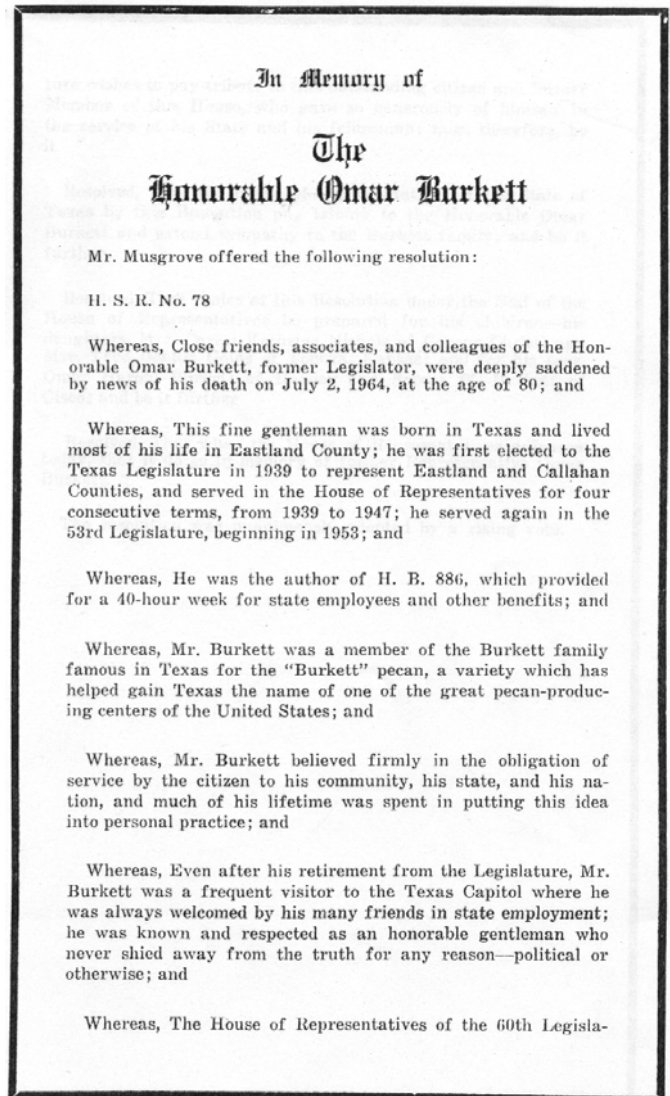 In Memory of
The
Honorable Omar Burkett
Mr. Musgrove offered the following resolution:
H. S. R. No. 78
Whereas, Close friends, associates, and colleagues of the Hon-
orable Omar Burkett, former Legislator, were deeply saddened
by news of his death on July 2, 1964, at the age of 80; and
Whereas, This fine gentleman was born in Texas and lived
most of his life in Eastland County; he was first elected to the
Texas Legislature in 1939 to represent Eastland and Callahan
Counties, and served in the House of Representatives for four
consecutive terms, from 1939 to 1947; he served again in the
53rd Legislature, beginning in 1953; and
Whereas, He was the author of H. B. 886, which provided
for a 40-hour week for state employees and other benefits; and
Whereas, Mr. Burkett was a member of the Burkett family
famous in Texas for the “Burkett” pecan, a variety which has
helped gain Texas the name of one of the great pecan-produc-
ing centers of the United States; and
Whereas, Mr. Burkett believed firmly in the obligation of
service by the citizen to his community, his state, and his na-
tion, and much of his lifetime was spent in putting this idea
into personal practice; and
Whereas, Even after his retirement from the Legislature, Mr.
Burkett was a frequent visitor to the Texas Capitol where he
was always welcomed by his many friends in state employment;
he was known and respected as an honorable gentleman who
never shied away from the truth for any reason—political or
otherwise; and
Whereas, The House of Representatives of the 60th Legisla-